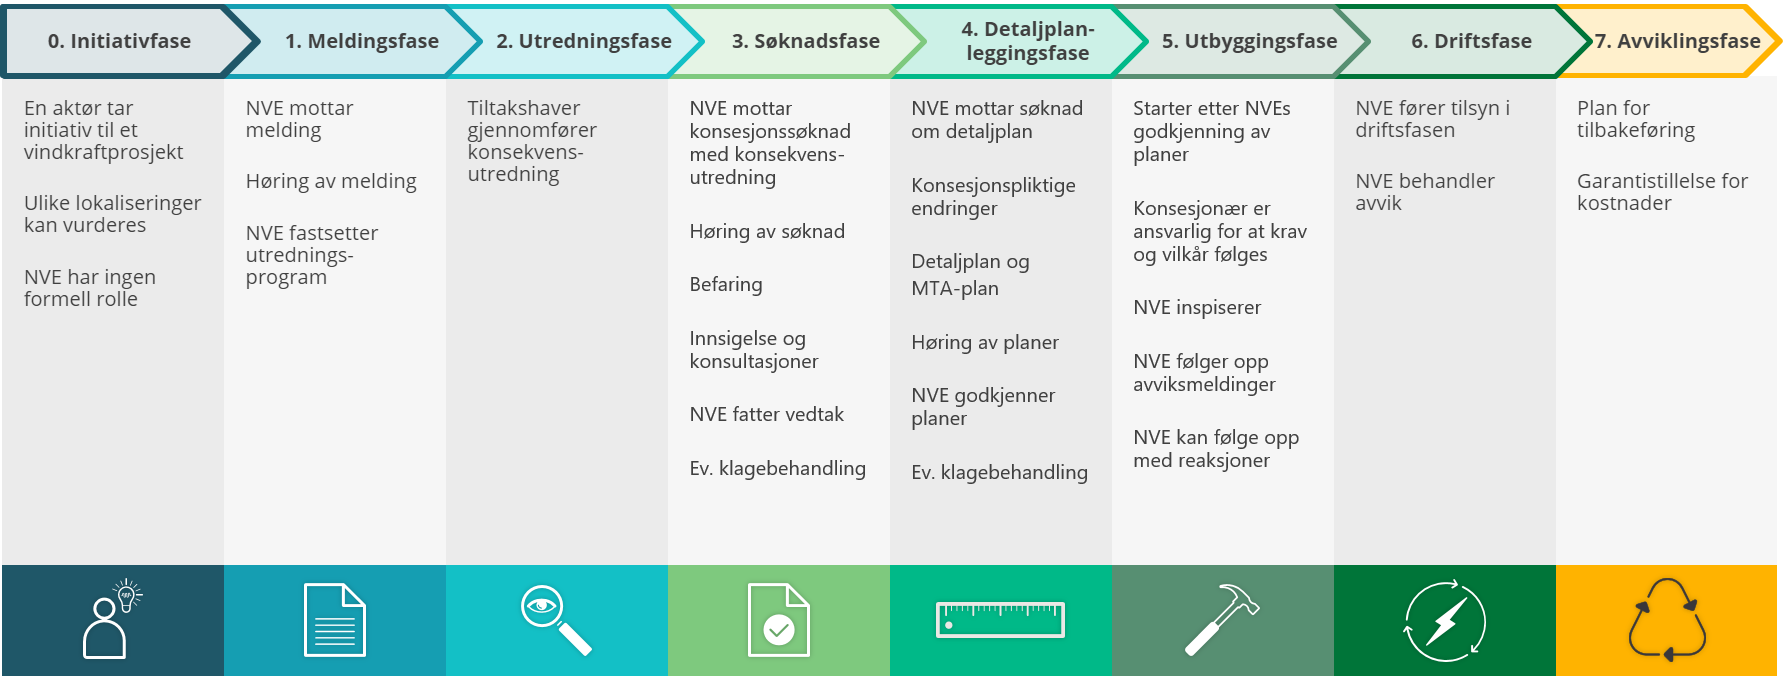 0. Initiativfase
1. Meldingsfase
2. Utredningsfase
3. Søknadsfase
4. Detaljplan-
leggingsfase
5. Utbyggingsfase
6. Driftsfase
7. Avviklingsfase
En aktør tar
initiativ til et
vindkraftprosjekt
Ulike lokaliseringer
kan vurderes
NVE har ingen
formell rolle
NVE mottar
melding
Høring av melding
NVE fastsetter
utrednings-
program
Tiltakshaver
gjennomfører
konsekvens-
utredning
NVE mottar
konsesjonssøknad
med konsekvens-
utredning
Høring av søknad
Befaring
Innsigelse og
konsultasjoner
NVE fatter vedtak
Ev. klagebehandling
NVE mottar søknad
om detaljplan
Konsesjonspliktige
endringer
Detaljplan og
MTA-plan
Høring av planer
NVE godkjenner
planer
Ev. klagebehandling
Starter etter NVEs
godkjenning av
planer
Konsesjonær er
ansvarlig for at krav
og vilkår følges
NVE inspiserer
NVE følger opp
avviksmeldinger
NVE kan følge opp
med reaksjoner
NVE fører tilsyn i
driftsfasen
NVE behandler
avvik
Plan for
tilbakeføring
Garantistillelse for
kostnader